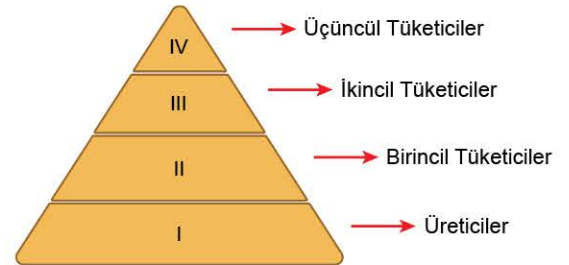 IV Üçüncül Tüketiciler
III İkincil Tüketiciler
II Birincil Tüketiciler
I Üreticiler